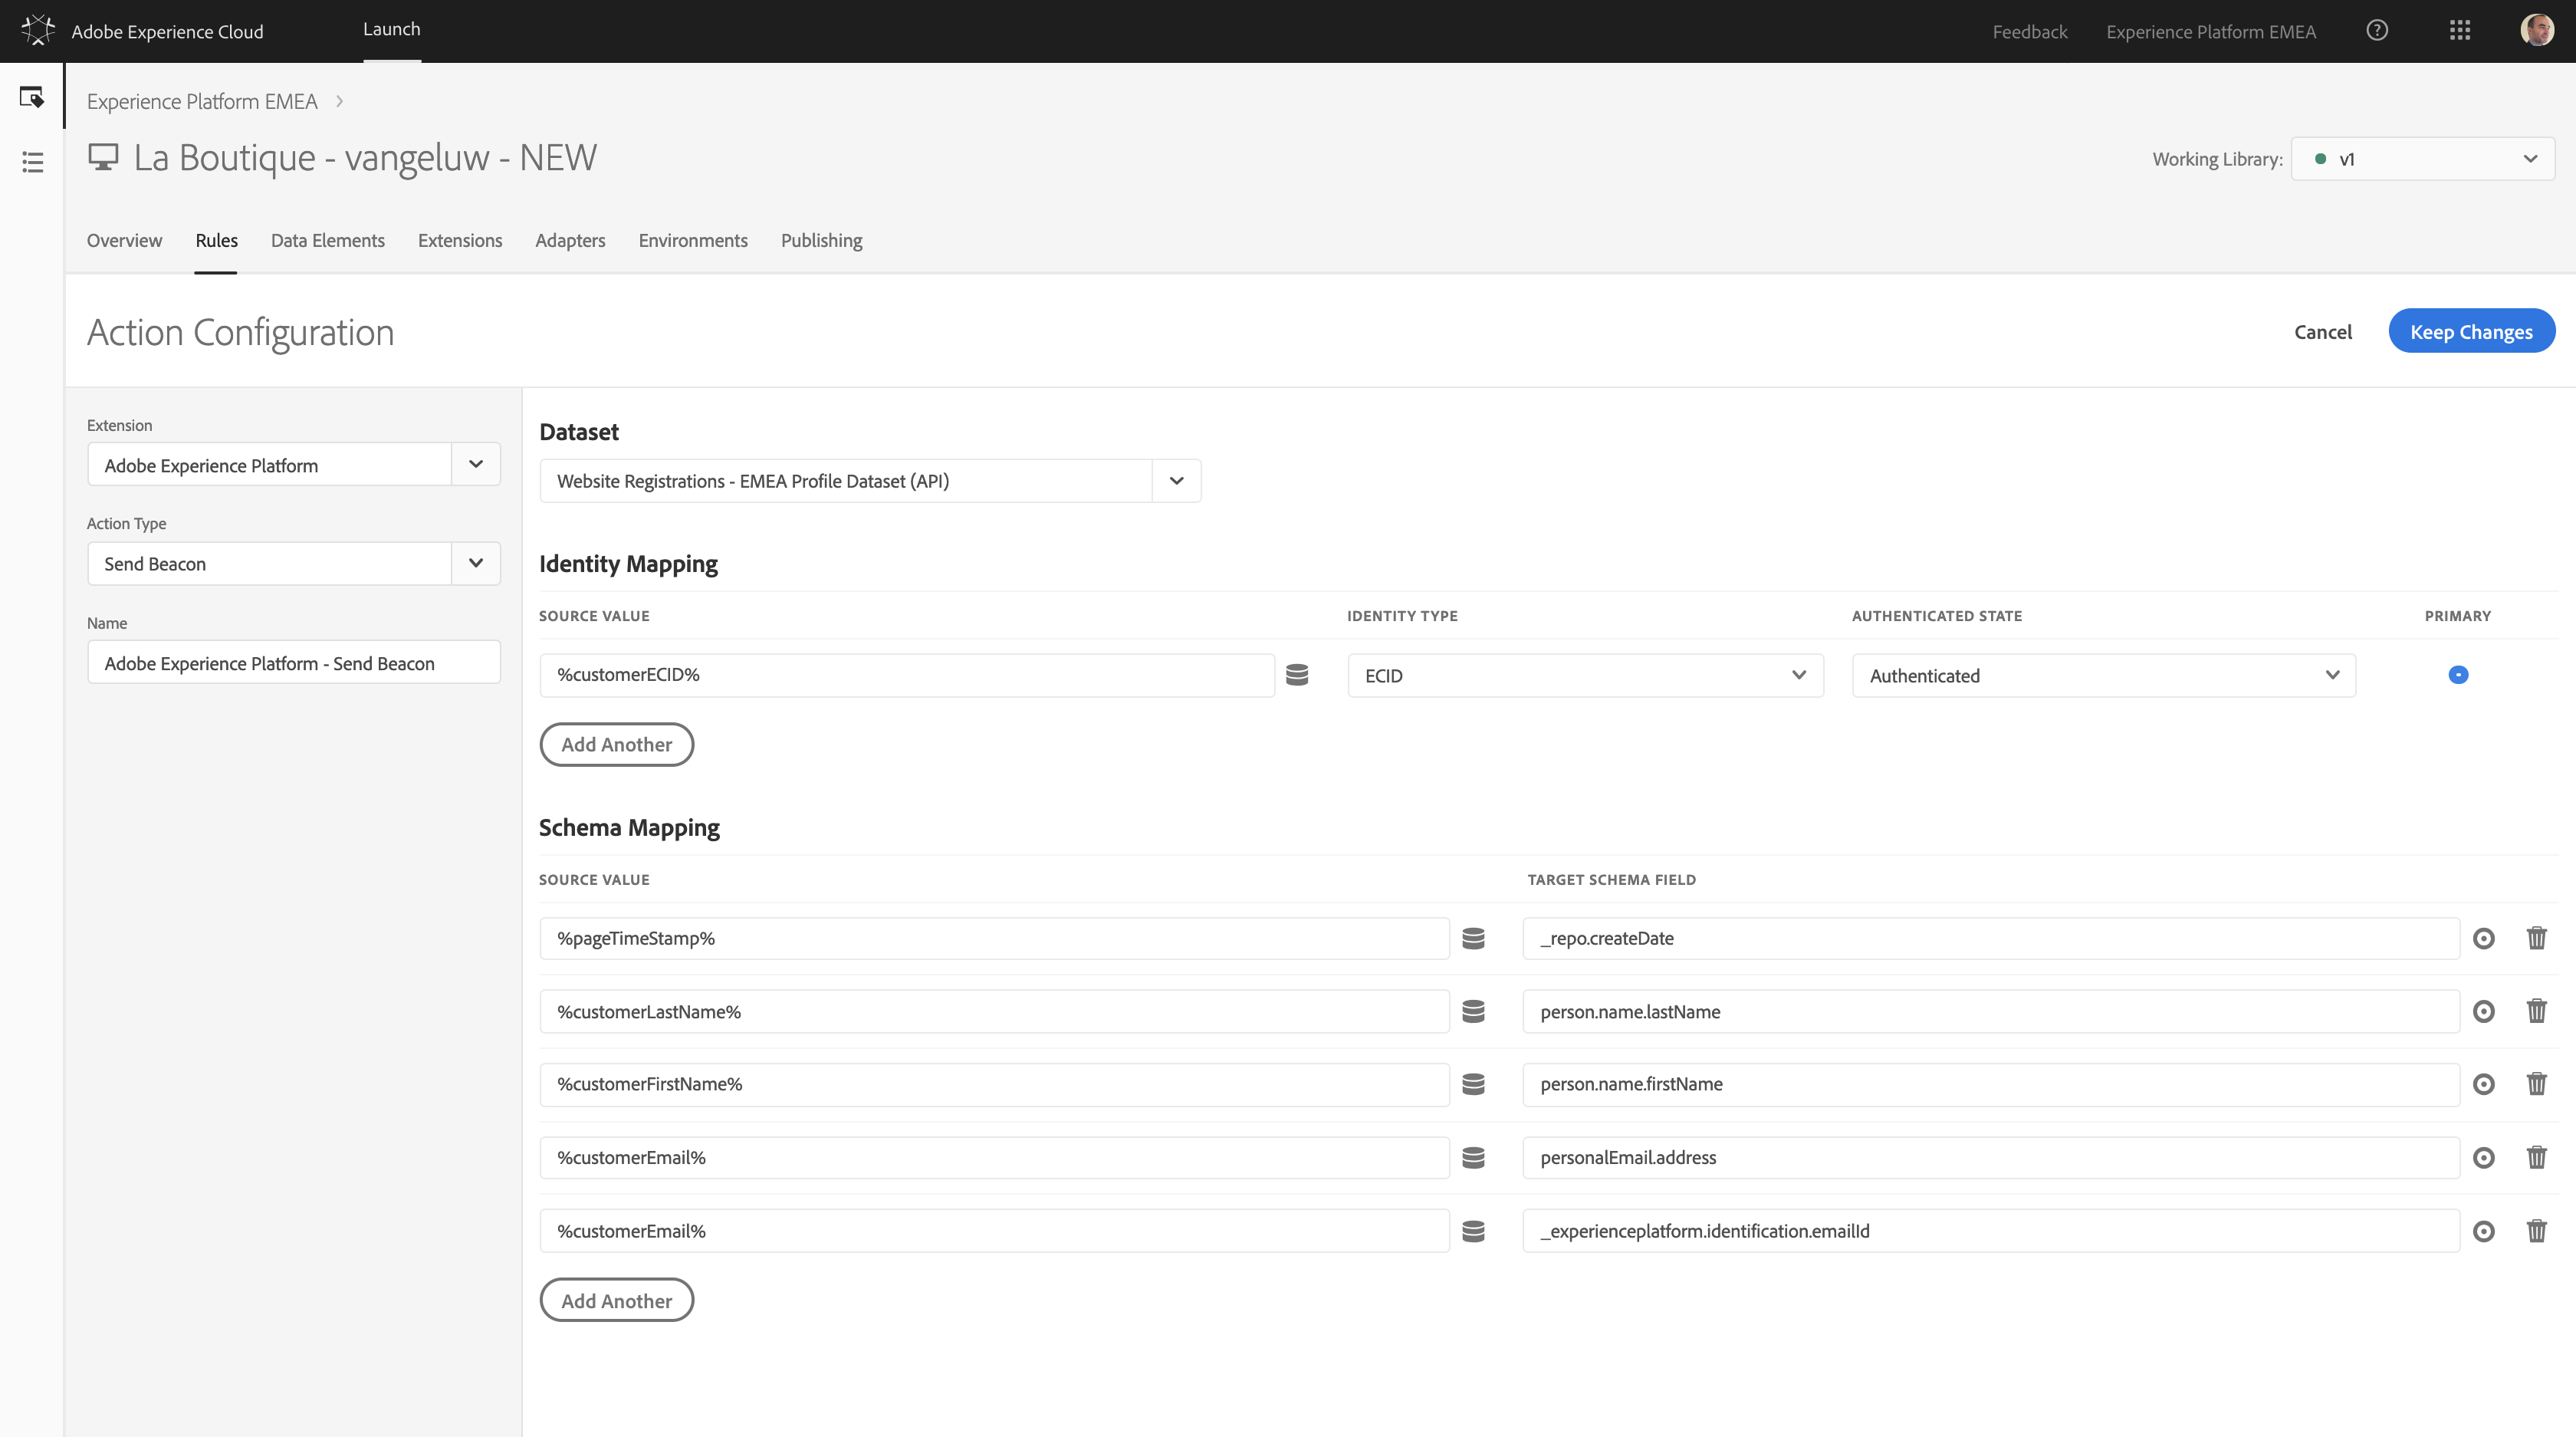 Adobe Experience Cloud
Launch
Feedback
Experience Platform EMEA
Experience Platform EMEA
La Boutique - vangeluw - NEW
Working Library:
v1
Overview
Rules
Data Elements
Extensions
Adapters
Environments
Publishing
Action Configuration
Cancel
Keep Changes
Extension
Adobe Experience Platform
Action Type
Send Beacon
Name
Adobe Experience Platform - Send Beacon
Dataset
Website Registrations - EMEA Profile Dataset (API)
Identity Mapping
SOURCE VALUE
IDENTITY TYPE
AUTHENTICATED STATE
PRIMARY
%customerECID%
ECID
Authenticated
Add Another
Schema Mapping
SOURCE VALUE
TARGET SCHEMA FIELD
%pageTimeStamp%
_repo.createDate
%customerLastName%
person.name.lastName
%customerFirstName%
person.name.firstName
%customerEmail%
personalEmail.address
%customerEmail%
_experienceplatform.identification.emailId
Add Another